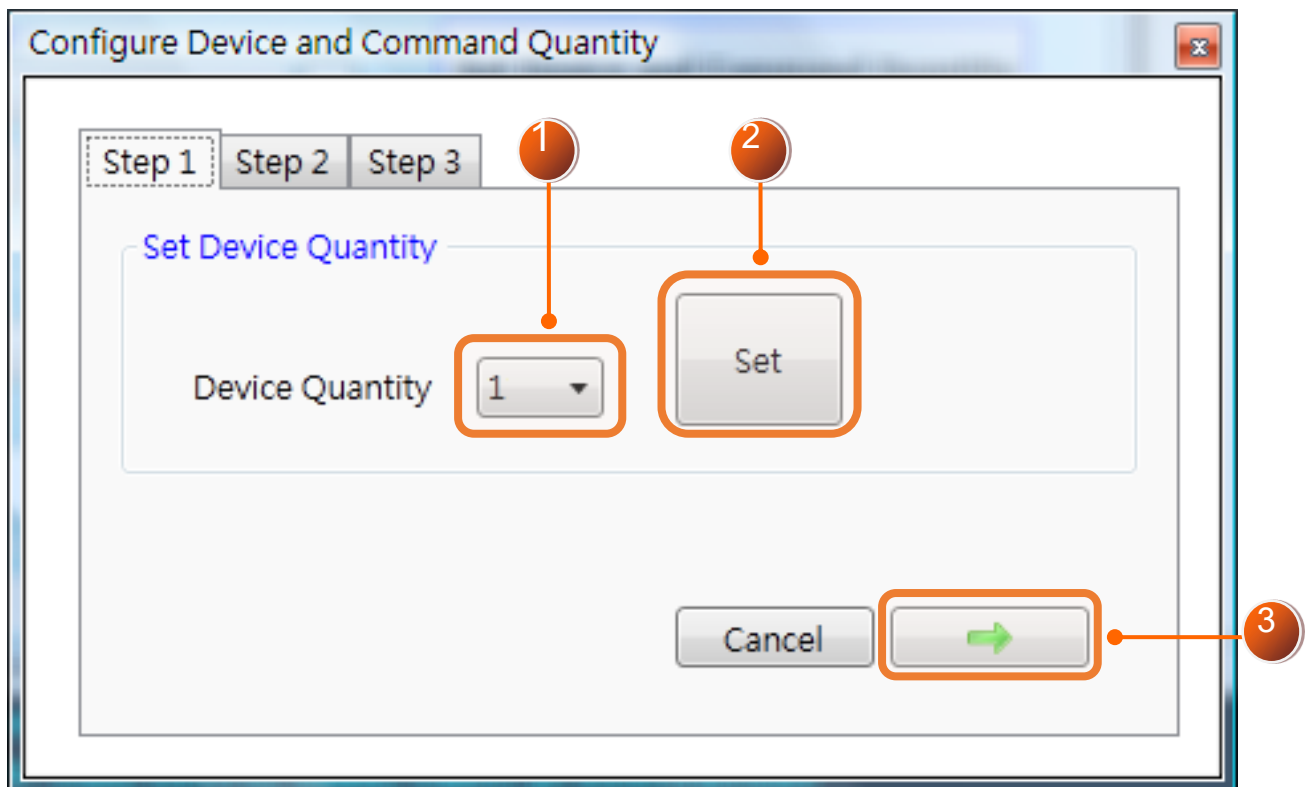 Configure Device and Command Quantity
Step 1 Step 2 Step 3
1
2
Set Device Quantity
Device Quantity 1 Set
Cancel
3